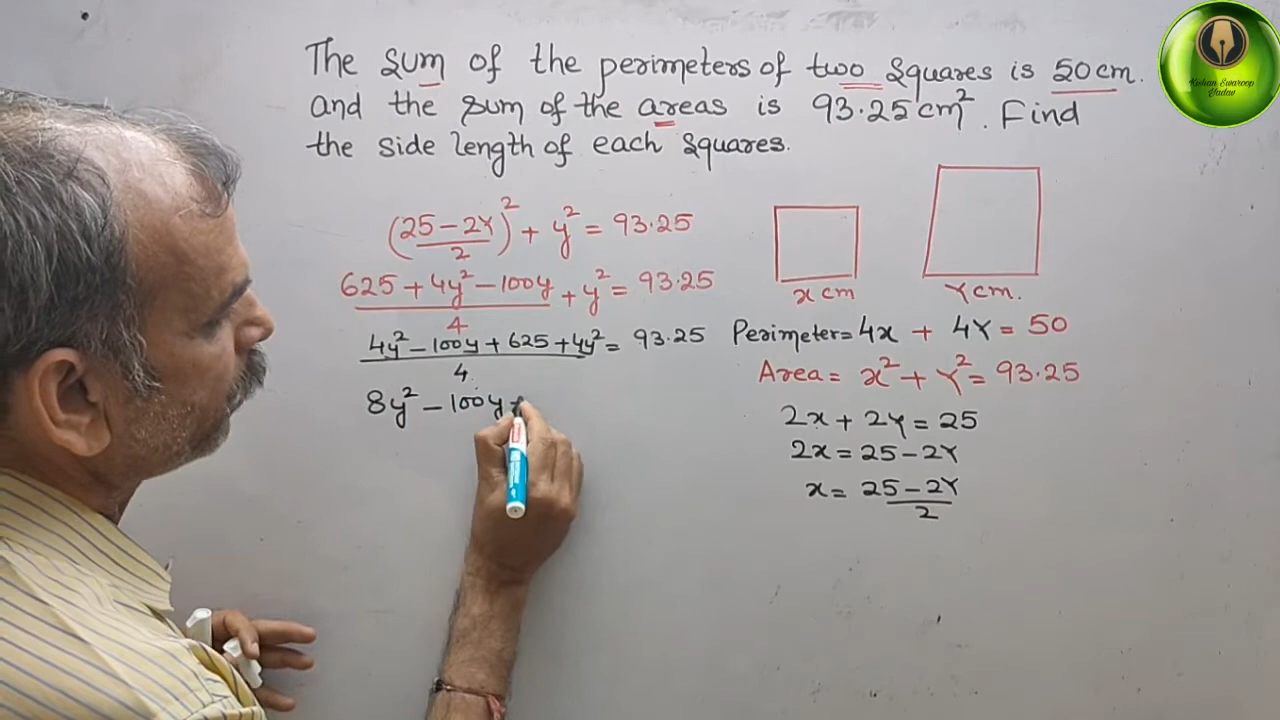 The sum of the perimeters of two squares is 50 cm.
and the sum of the areas is 93.25 cm². Find
the side length of each squares.
(25 - 2Y / 2)² + y² = 93.25
625 + 4y² - 100y / 4 + y² = 93.25
4y² - 100y + 625 + 4y² / 4 = 93.25
8y² - 100y +
x cm
Y cm.
Perimeter = 4x + 4Y = 50
Area = x² + Y² = 93.25
2x + 2Y = 25
2x = 25 - 2Y
x = 25 - 2Y / 2
Kishan Swaroop
Yadav